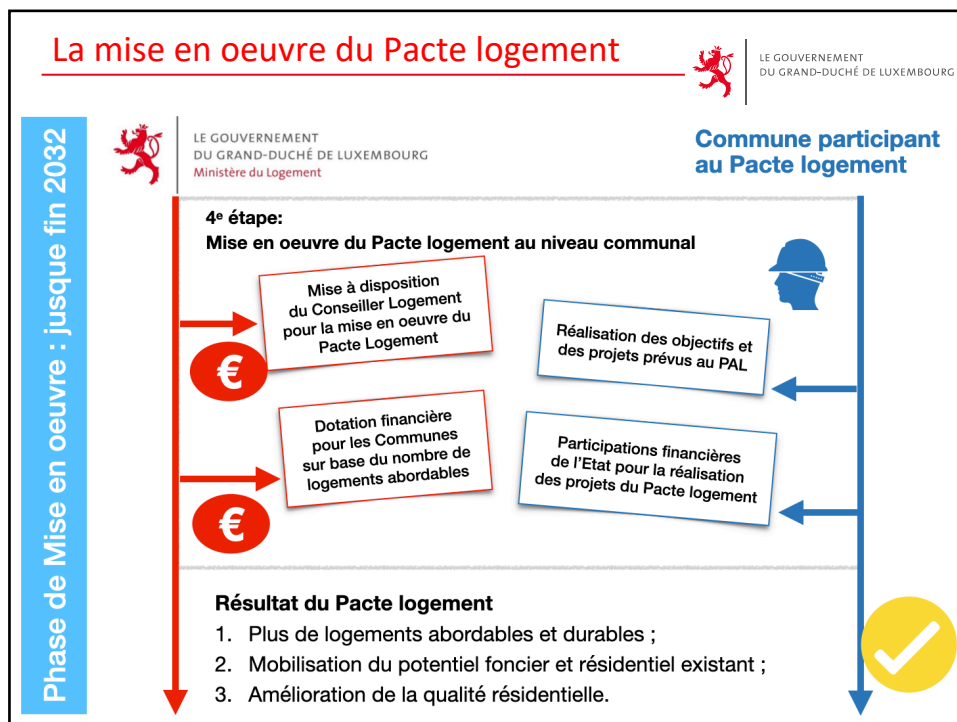 La mise en oeuvre du Pacte logement
LE GOUVERNEMENT
DU GRAND-DUCHÉ DE LUXEMBOURG
Phase de Mise en oeuvre : jusque fin 2032
LE GOUVERNEMENT
DU GRAND-DUCHÉ DE LUXEMBOURG
Ministère du Logement
Commune participant
au Pacte logement
4e étape:
Mise en oeuvre du Pacte logement au niveau communal
Mise à disposition
du Conseiller Logement
pour la mise en oeuvre du
Pacte Logement
€
Réalisation des objectifs et
des projets prévus au PAL
Dotation financière
pour les Communes
sur base du nombre de
logements abordables
€
Participations financières
de l’Etat pour la réalisation
des projets du Pacte logement
Résultat du Pacte logement
1. Plus de logements abordables et durables ;
2. Mobilisation du potentiel foncier et résidentiel existant ;
3. Amélioration de la qualité résidentielle.